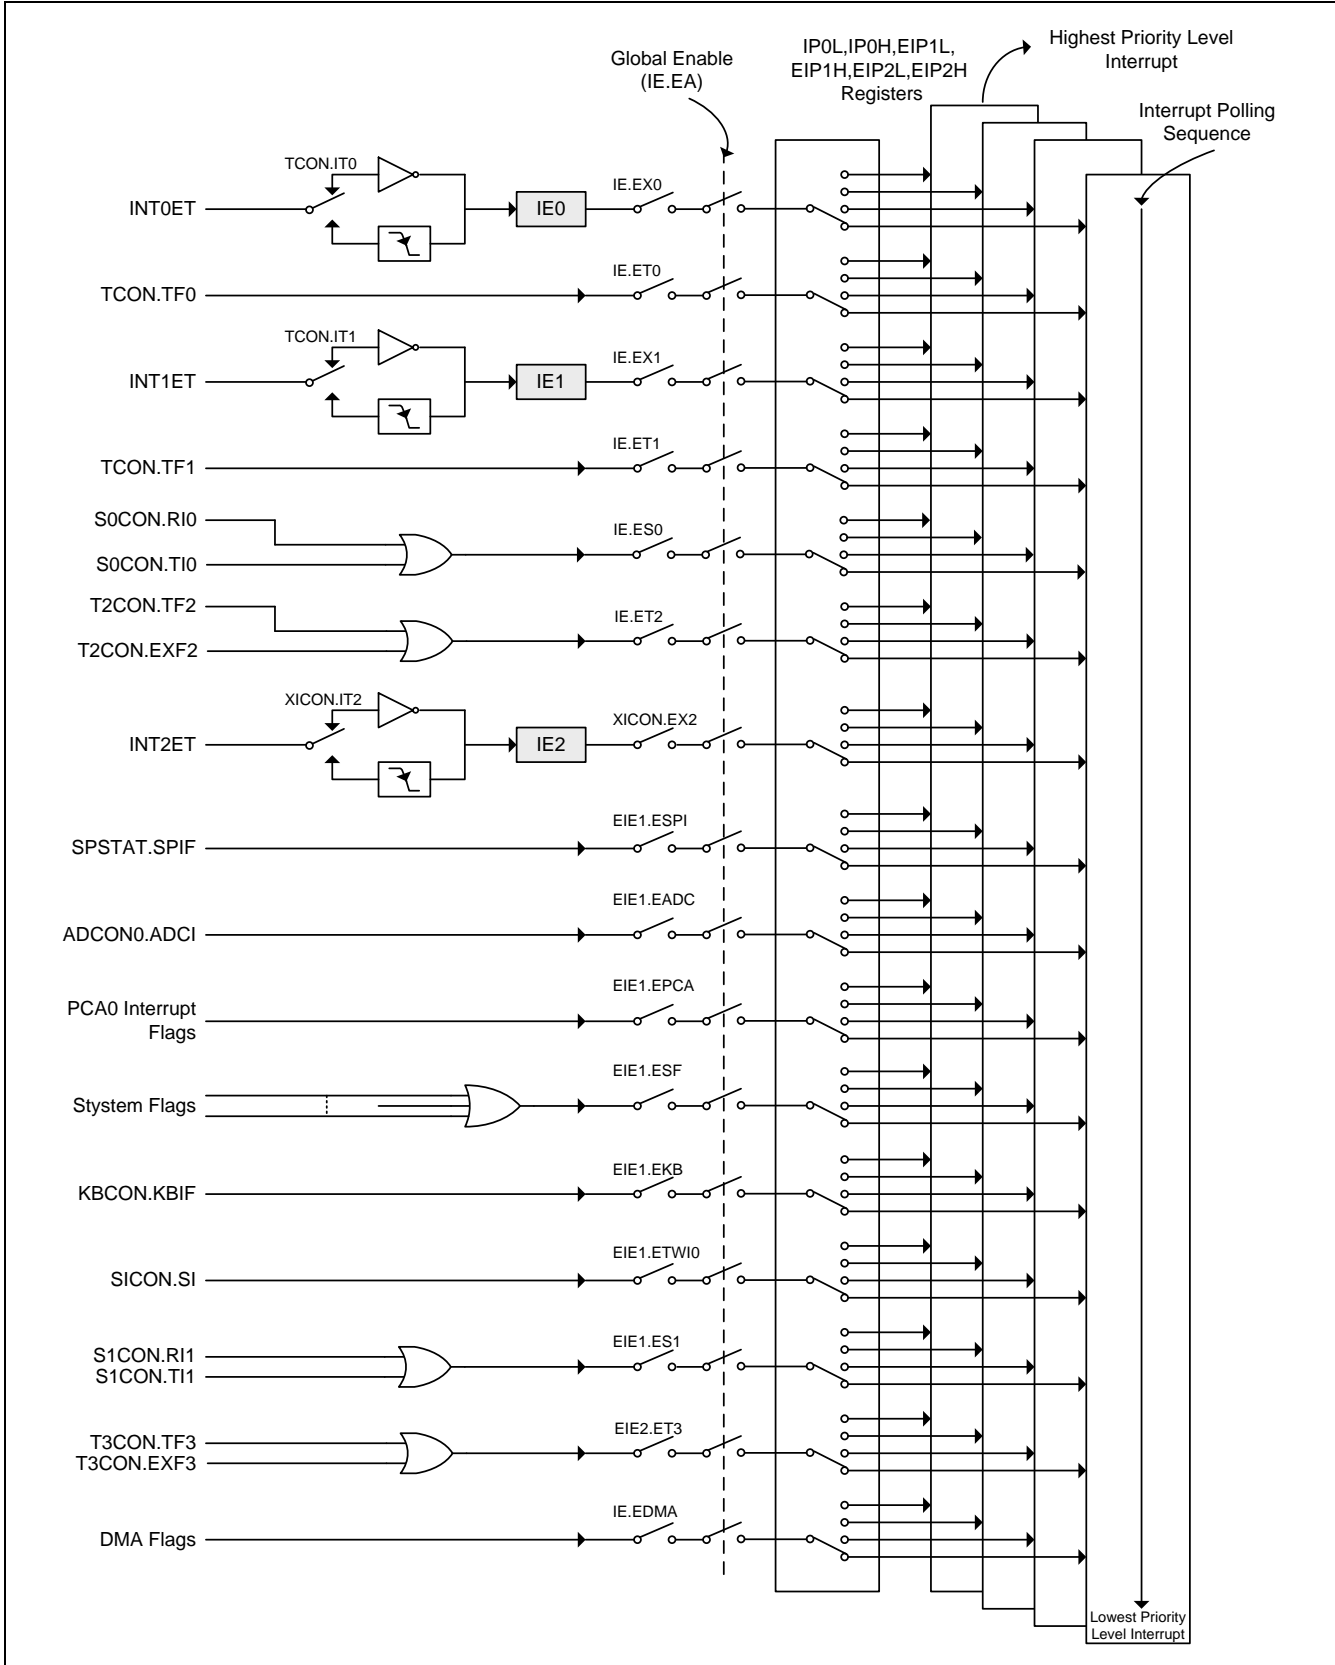 Global Enable
(IE.EA)
IP0L,IP0H,EIP1L,
EIP1H,EIP2L,EIP2H
Registers
Highest Priority Level
Interrupt
Interrupt Polling
Sequence
TCON.IT0
INT0ET
IE0
IE.EX0
TCON.TF0
IE.ET0
TCON.IT1
INT1ET
IE1
IE.EX1
TCON.TF1
IE.ET1
S0CON.RI0
S0CON.TI0
IE.ES0
T2CON.TF2
T2CON.EXF2
IE.ET2
XICON.IT2
INT2ET
IE2
XICON.EX2
SPSTAT.SPIF
EIE1.ESPI
ADCON0.ADCI
EIE1.EADC
PCA0 Interrupt
Flags
EIE1.EPCA
Stystem Flags
EIE1.ESF
KBCON.KBIF
EIE1.EKB
SICON.SI
EIE1.ETWI0
S1CON.RI1
S1CON.TI1
EIE1.ES1
T3CON.TF3
T3CON.EXF3
EIE2.ET3
DMA Flags
IE.EDMA
Lowest Priority
Level Interrupt